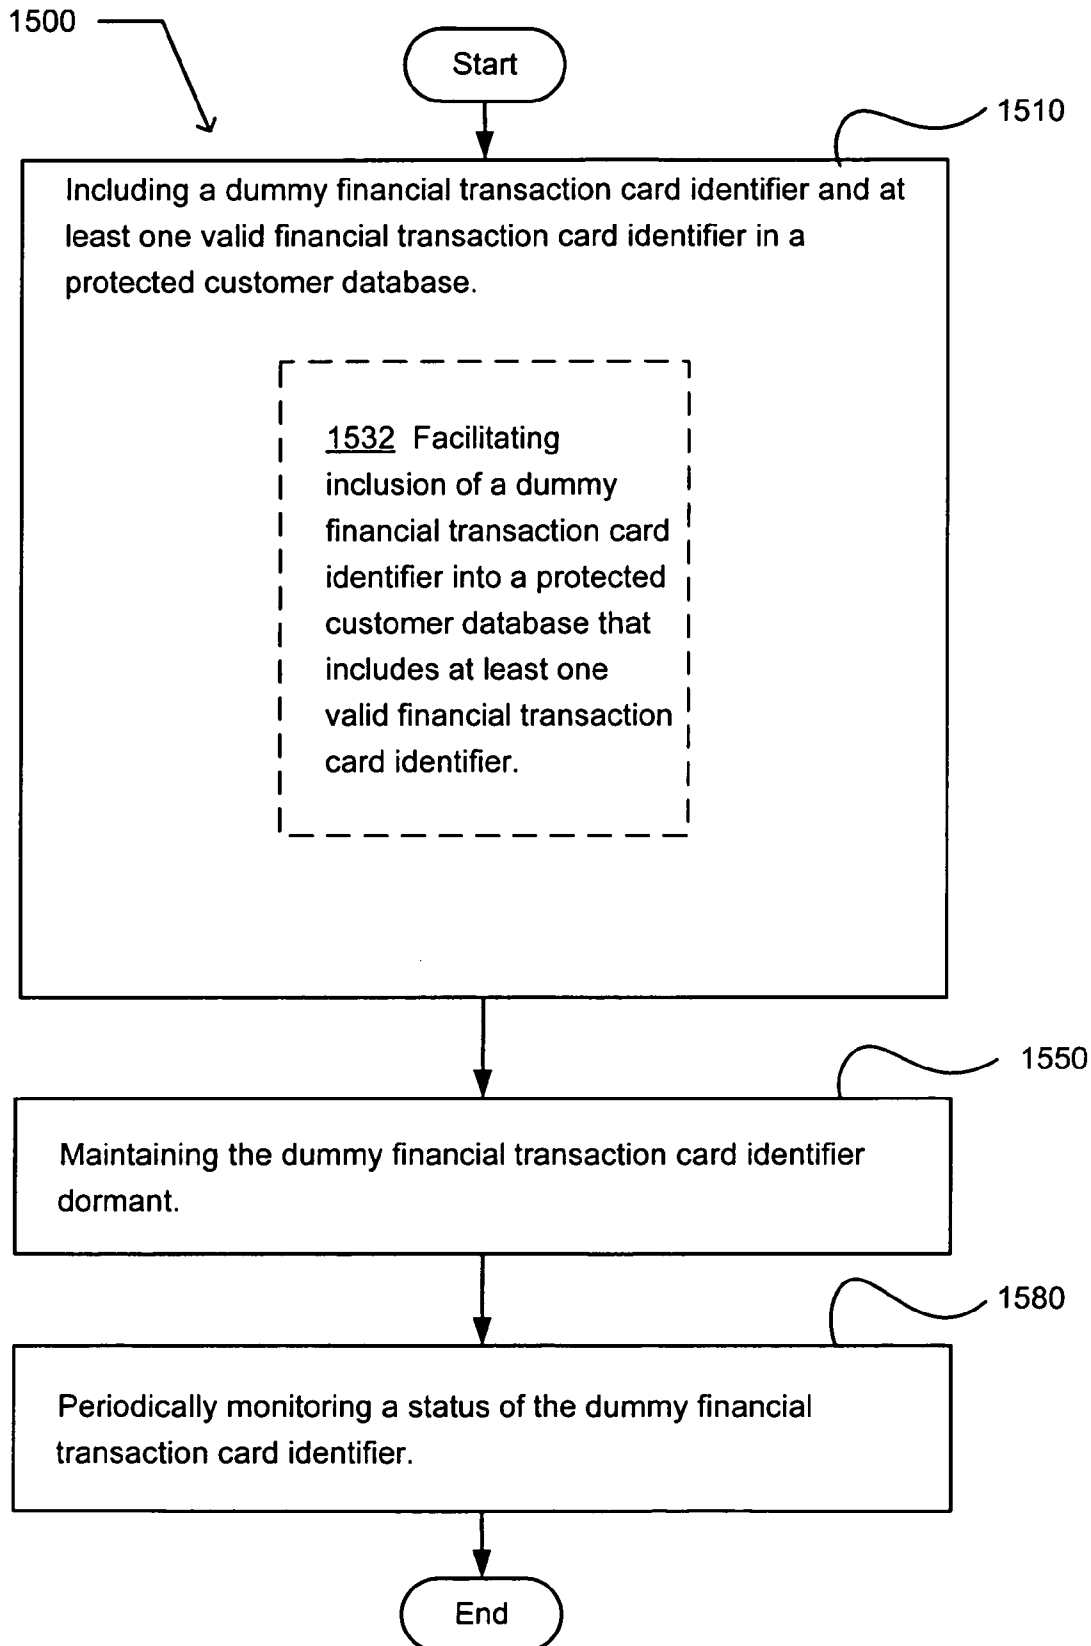 1500
Start
1510
Including a dummy financial transaction card identifier and at
least one valid financial transaction card identifier in a
protected customer database.
1532 Facilitating
inclusion of a dummy
financial transaction card
identifier into a protected
customer database that
includes at least one
valid financial transaction
card identifier.
1550
Maintaining the dummy financial transaction card identifier
dormant.
1580
Periodically monitoring a status of the dummy financial
transaction card identifier.
End